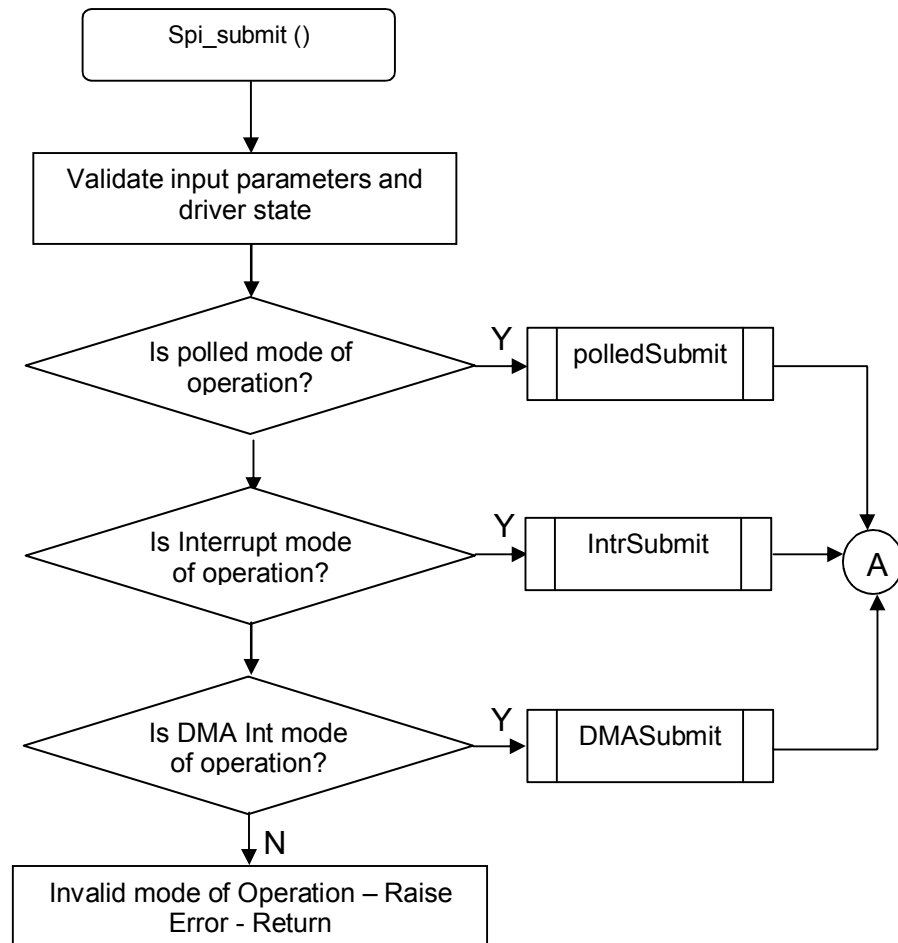 Spi_submit ()
Validate input parameters and
driver state
Is polled mode of
operation?
Y
polledSubmit
Is Interrupt mode
of operation?
Y
IntrSubmit
A
Is DMA Int mode
of operation?
Y
DMASubmit
N
Invalid mode of Operation – Raise
Error - Return